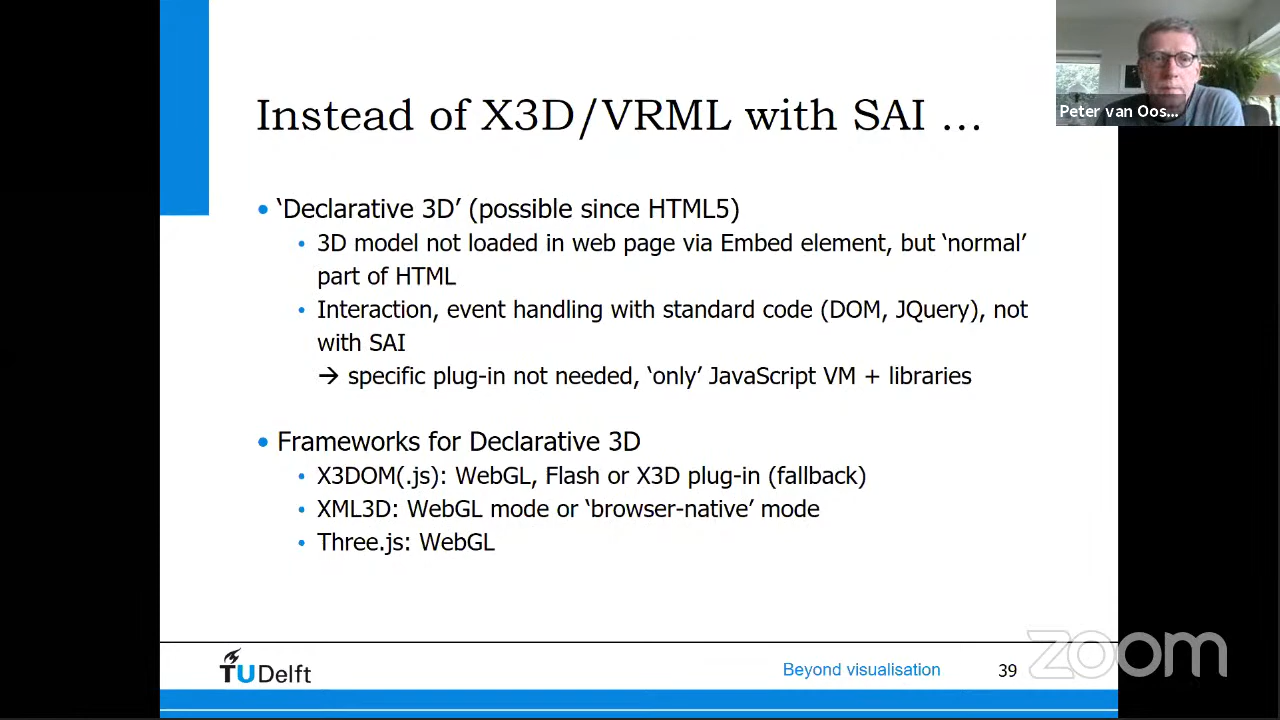 Instead of X3D/VRML with SAI …
Peter van Oos...
• ‘Declarative 3D’ (possible since HTML5)
• 3D model not loaded in web page via Embed element, but ‘normal’
part of HTML
• Interaction, event handling with standard code (DOM, JQuery), not
with SAI
→ specific plug-in not needed, ‘only’ JavaScript VM + libraries
• Frameworks for Declarative 3D
• X3DOM(.js): WebGL, Flash or X3D plug-in (fallback)
• XML3D: WebGL mode or ‘browser-native’ mode
• Three.js: WebGL
TUDelft
Beyond visualisation
39
zoom